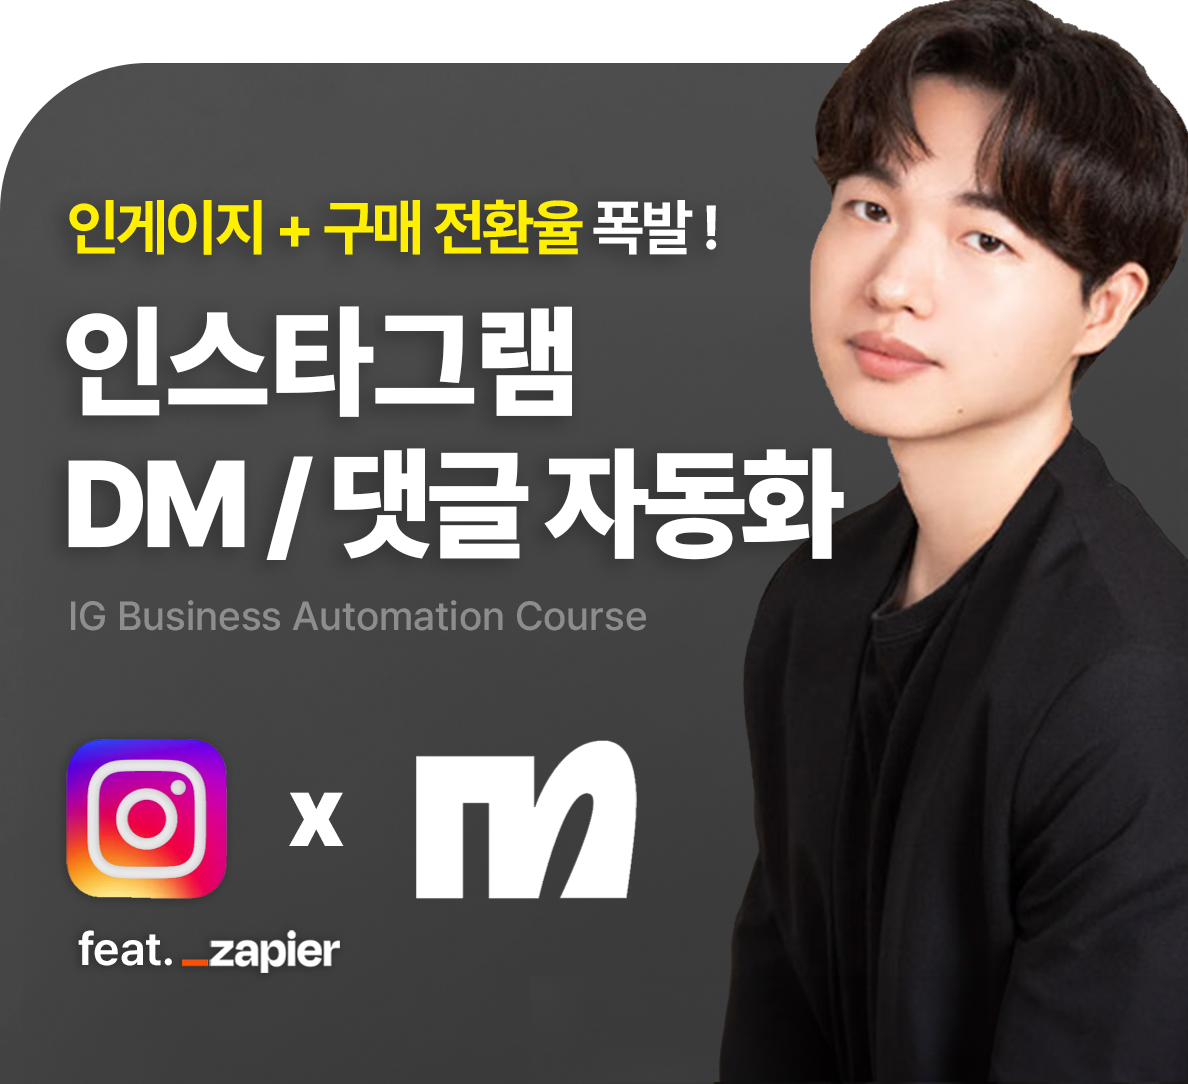 인게이지 + 구매 전환율 폭발 !
인스타그램
DM / 댓글 자동화
IG Business Automation Course
x
feat. _zapier